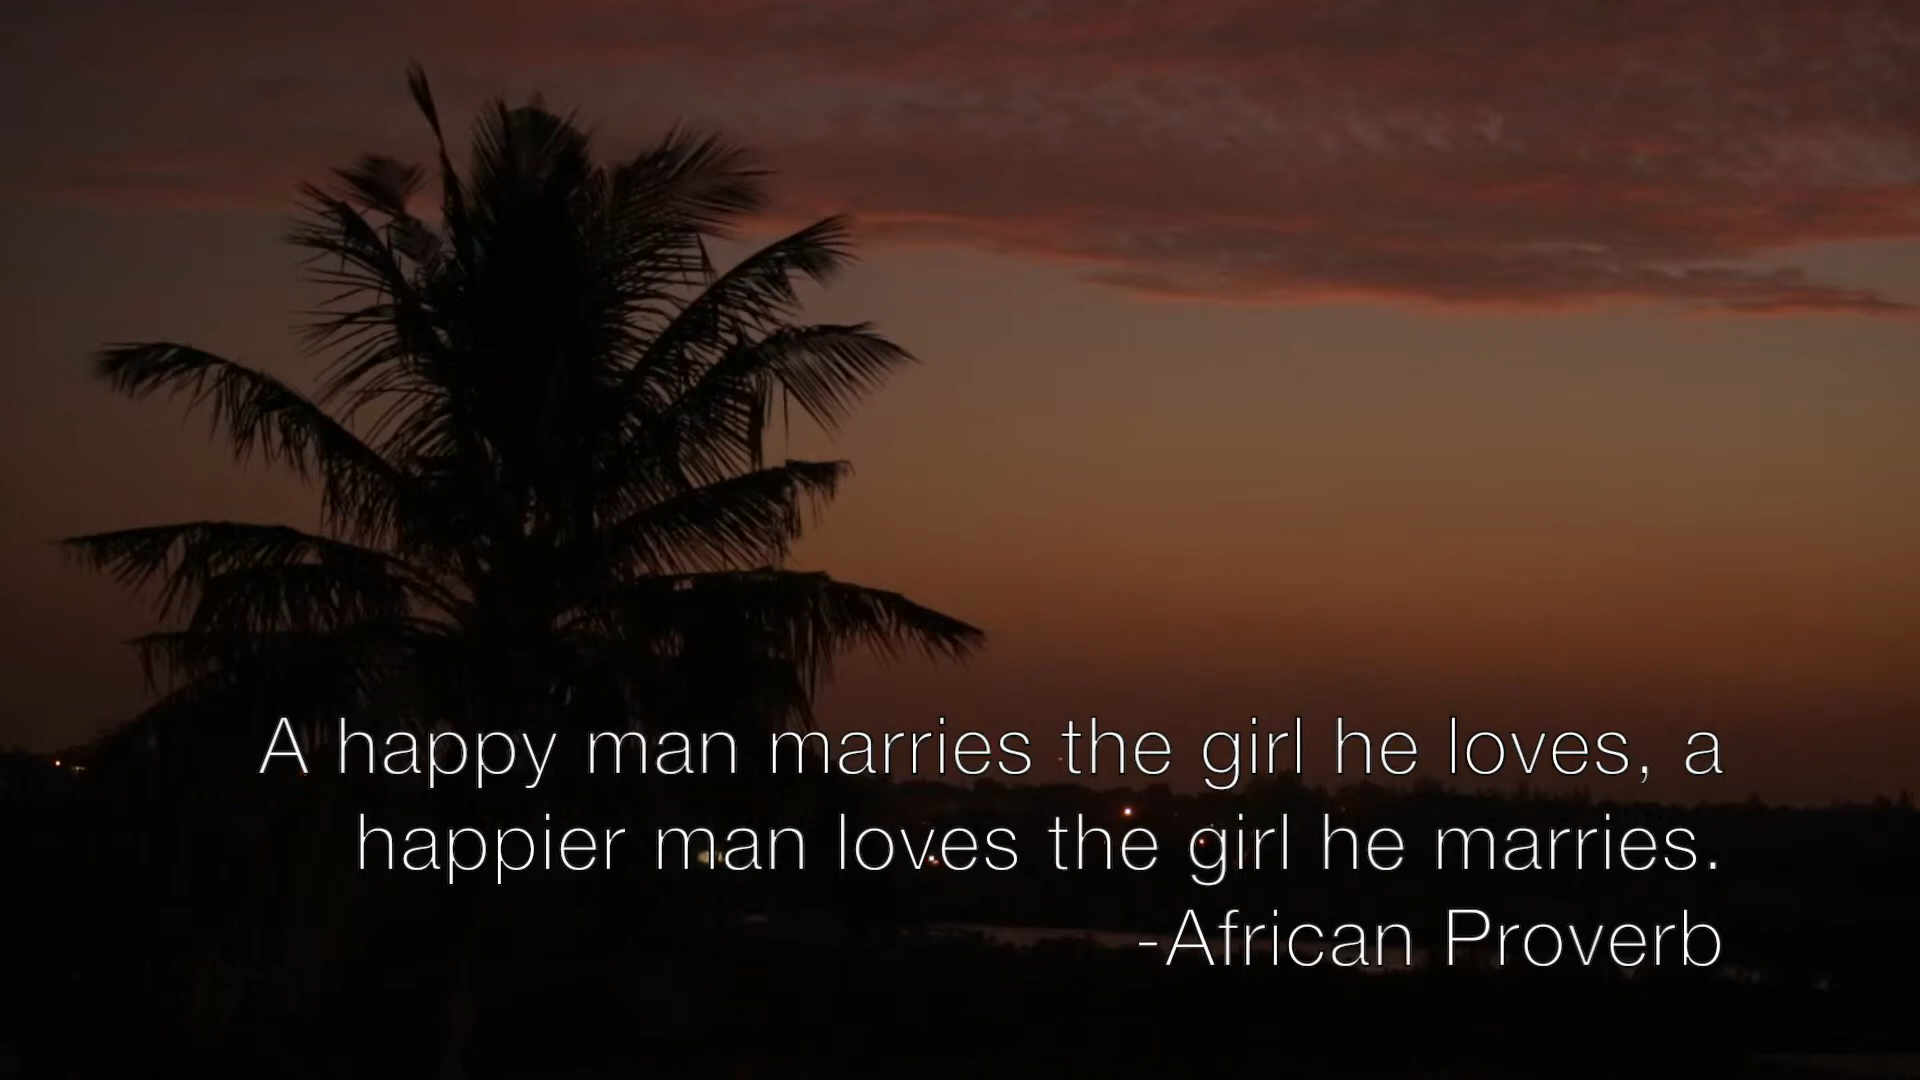 A happy man marries the girl he loves, a
happier man loves the girl he marries.
-African Proverb